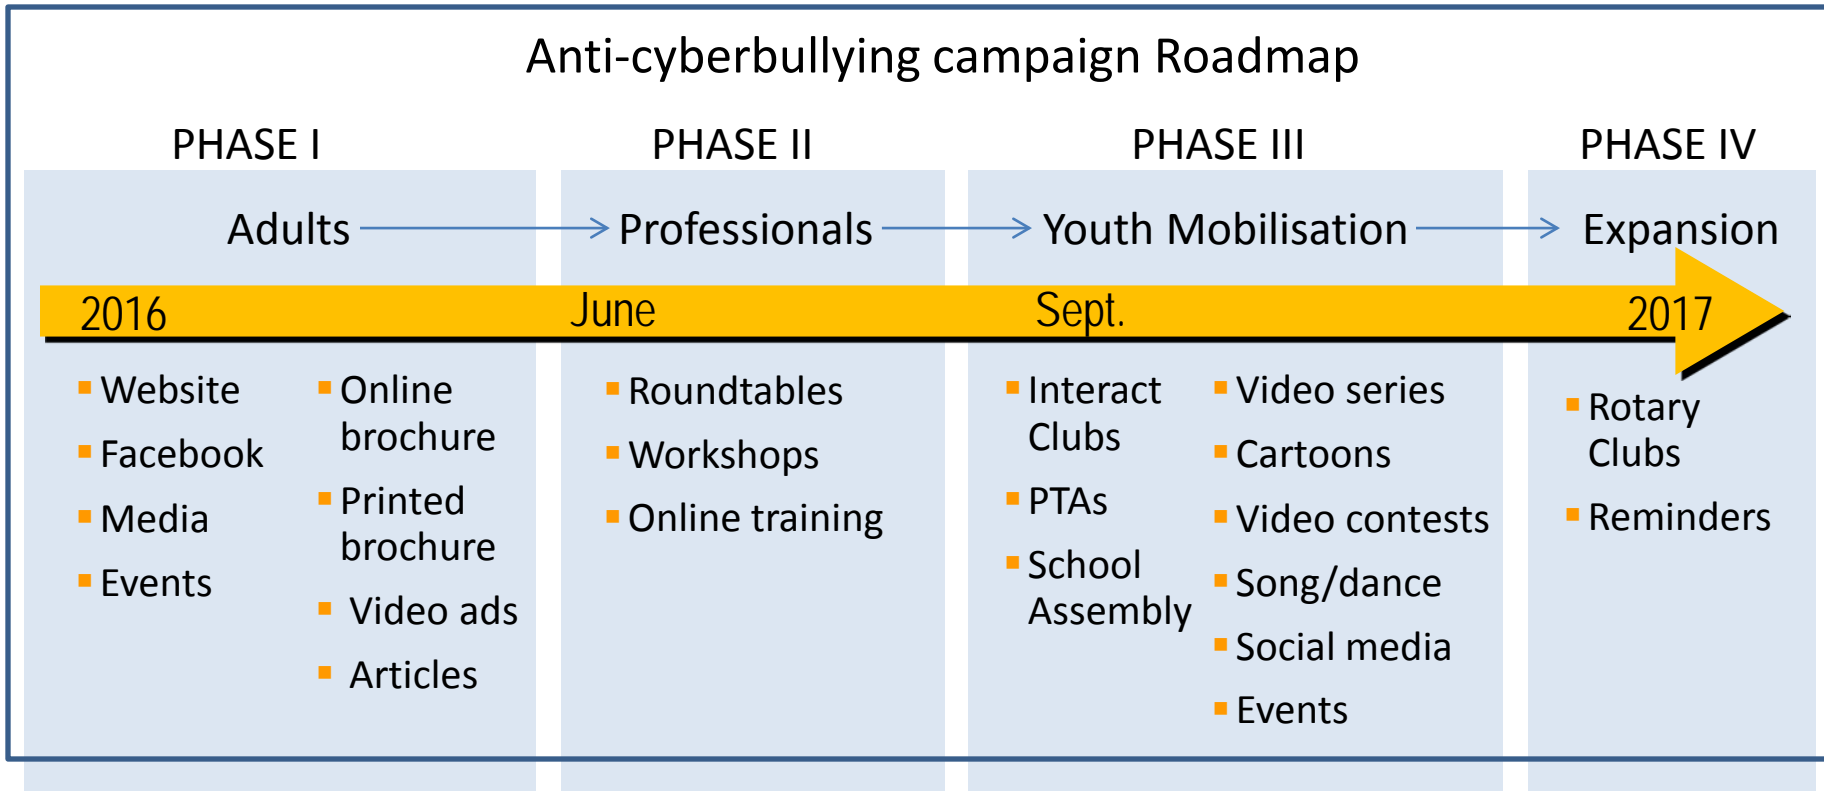 Anti-cyberbullying campaign Roadmap
PHASE I
PHASE II
PHASE III
PHASE IV
Adults
Professionals
Youth Mobilisation
Expansion
2016
June
Sept.
2017
Website
Facebook
Media
Events
Online
brochure
Printed
brochure
Video ads
Articles
Roundtables
Workshops
Online training
Interact
Clubs
PTAs
School
Assembly
Video series
Cartoons
Video contests
Song/dance
Social media
Events
Rotary
Clubs
Reminders